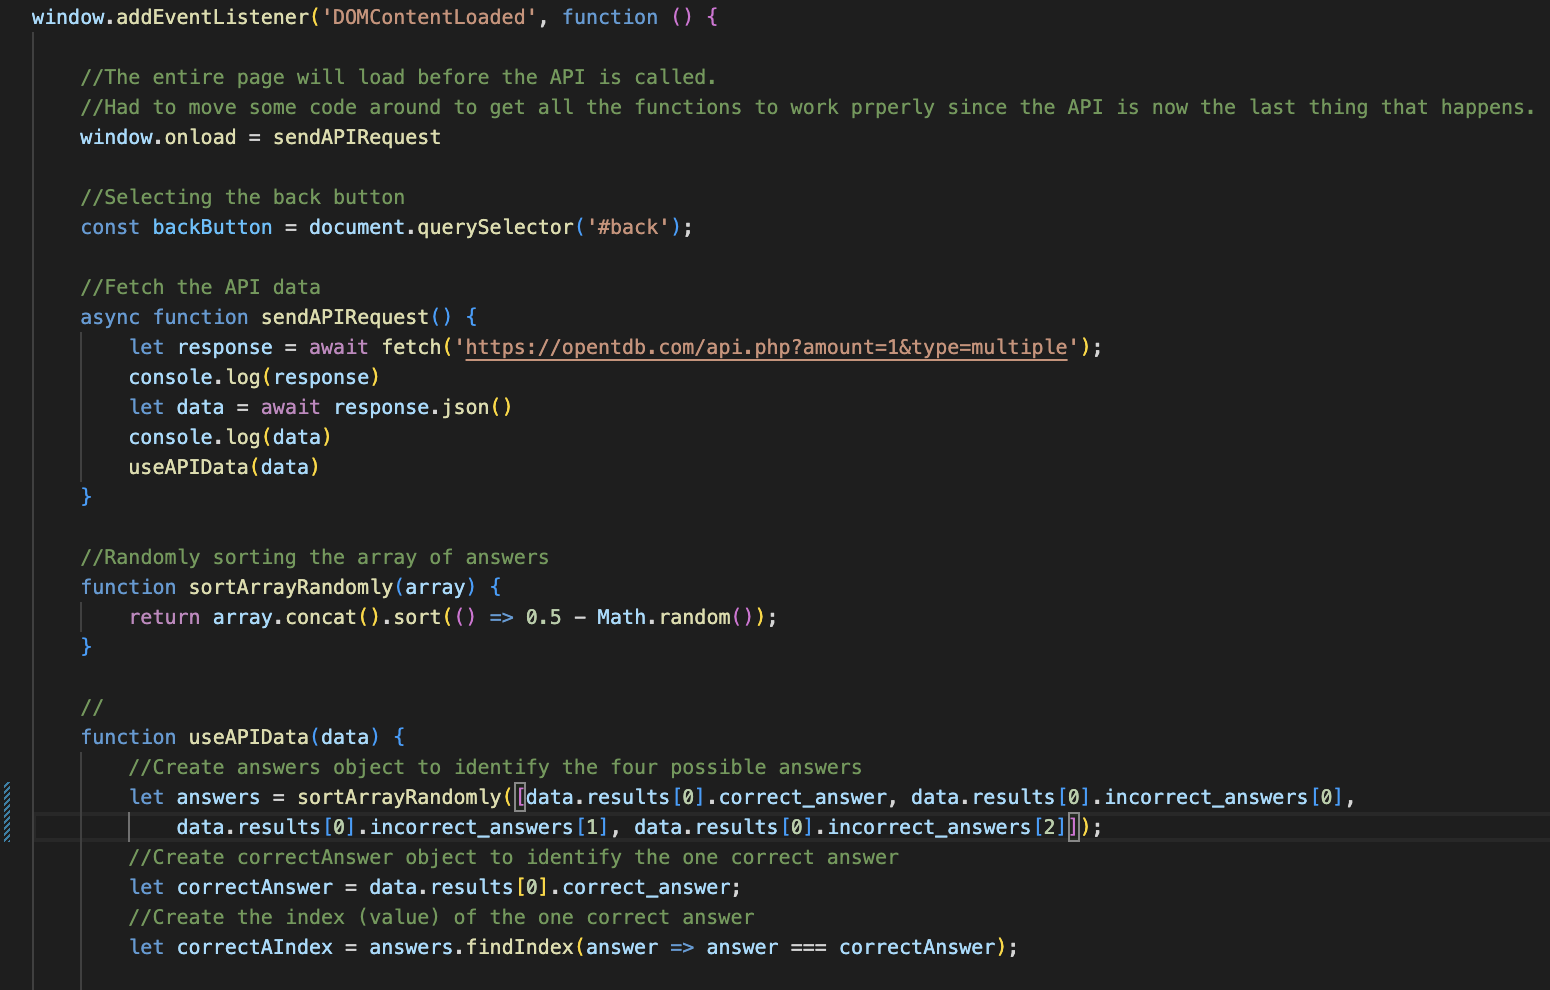 window.addEventListener('DOMContentLoaded', function () {
//The entire page will load before the API is called.
//Had to move some code around to get all the functions to work prperly since the API is now the last thing that happens.
window.onload = sendAPIRequest
//Selecting the back button
const backButton = document.querySelector('#back');
//Fetch the API data
async function sendAPIRequest() {
let response = await fetch('https://opentdb.com/api.php?amount=1&type=multiple');
console.log(response)
let data = await response.json()
console.log(data)
useAPIData(data)
}
//Randomly sorting the array of answers
function sortArrayRandomly(array) {
return array.concat().sort(() => 0.5 - Math.random());
}
//
function useAPIData(data) {
//Create answers object to identify the four possible answers
let answers = sortArrayRandomly([data.results[0].correct_answer, data.results[0].incorrect_answers[0],
data.results[0].incorrect_answers[1], data.results[0].incorrect_answers[2]]);
//Create correctAnswer object to identify the one correct answer
let correctAnswer = data.results[0].correct_answer;
//Create the index (value) of the one correct answer
let correctAIndex = answers.findIndex(answer => answer === correctAnswer);